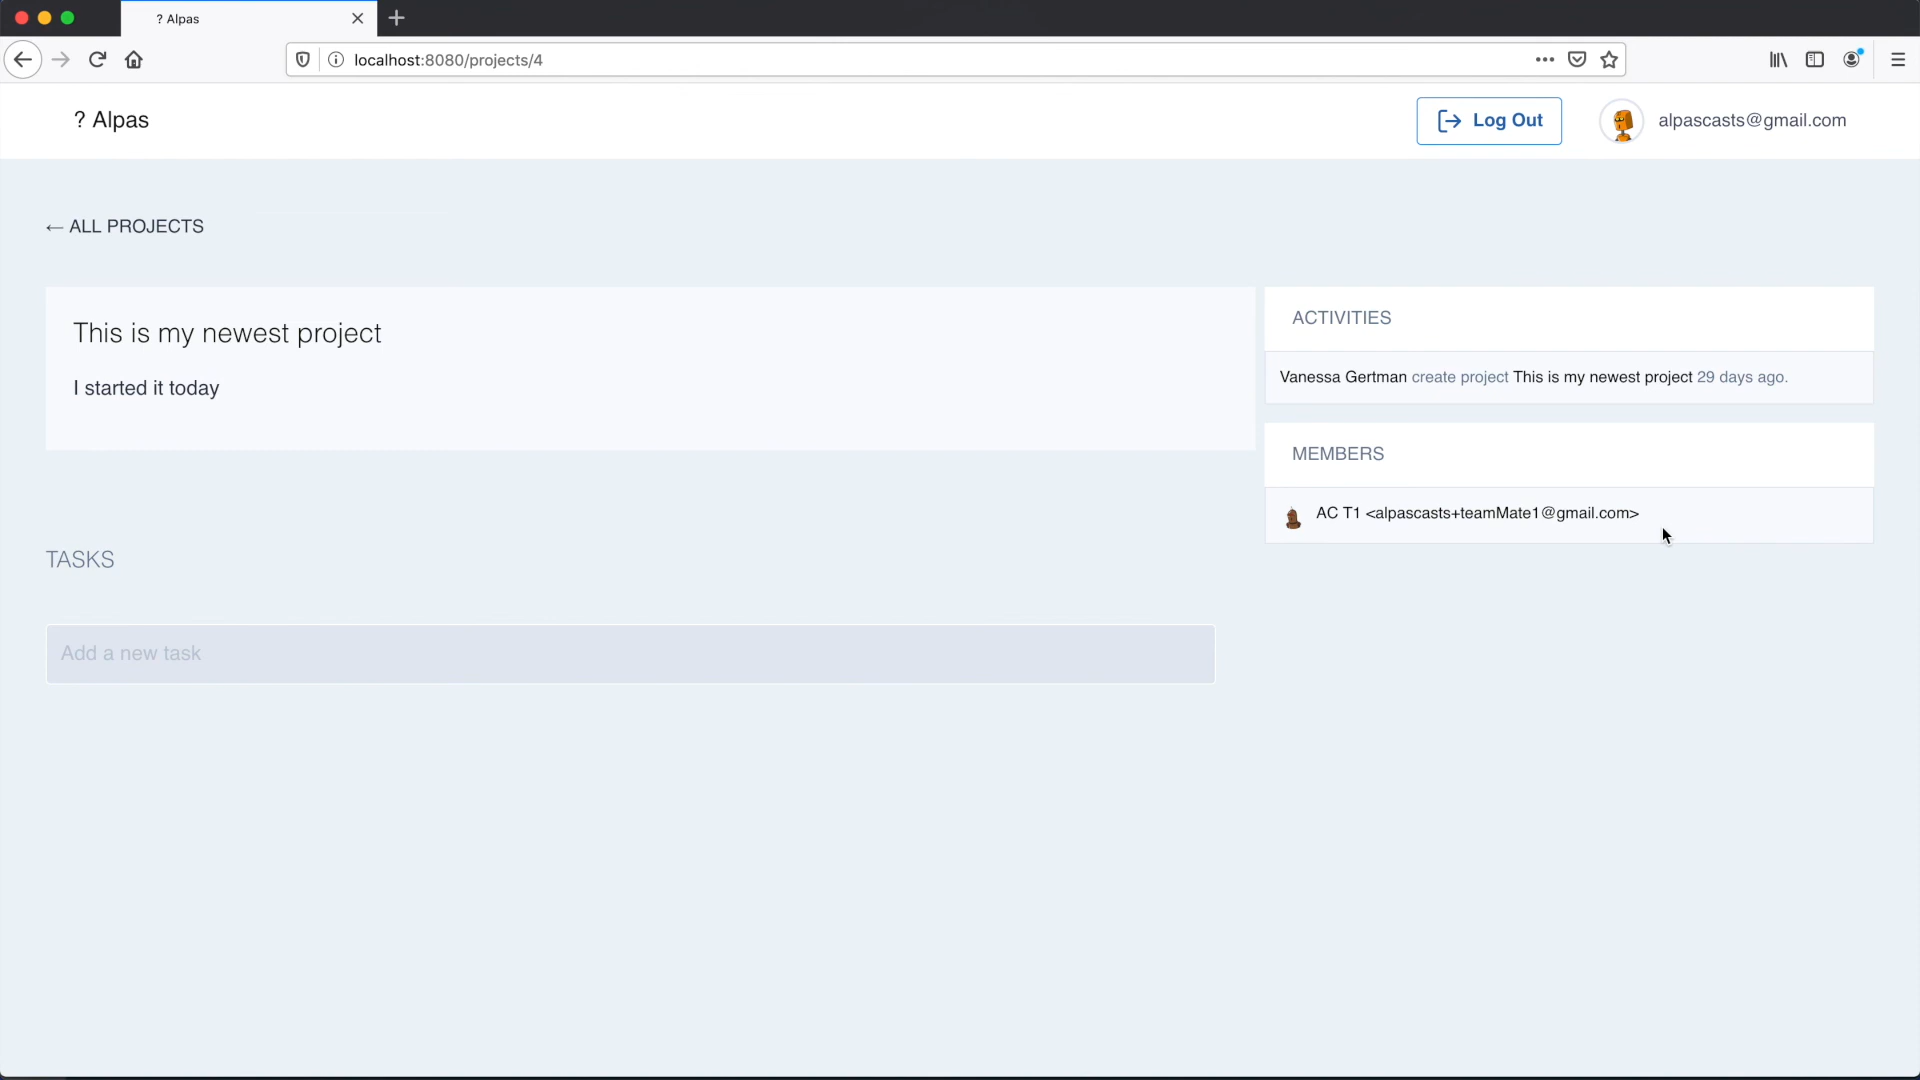 ? Alpas
localhost:8080/projects/4
? Alpas
Log Out
alpascasts@gmail.com
← ALL PROJECTS
This is my newest project
I started it today
ACTIVITIES
Vanessa Gertman create project This is my newest project 29 days ago.
MEMBERS
AC T1 <alpascasts+teamMate1@gmail.com>
TASKS
Add a new task